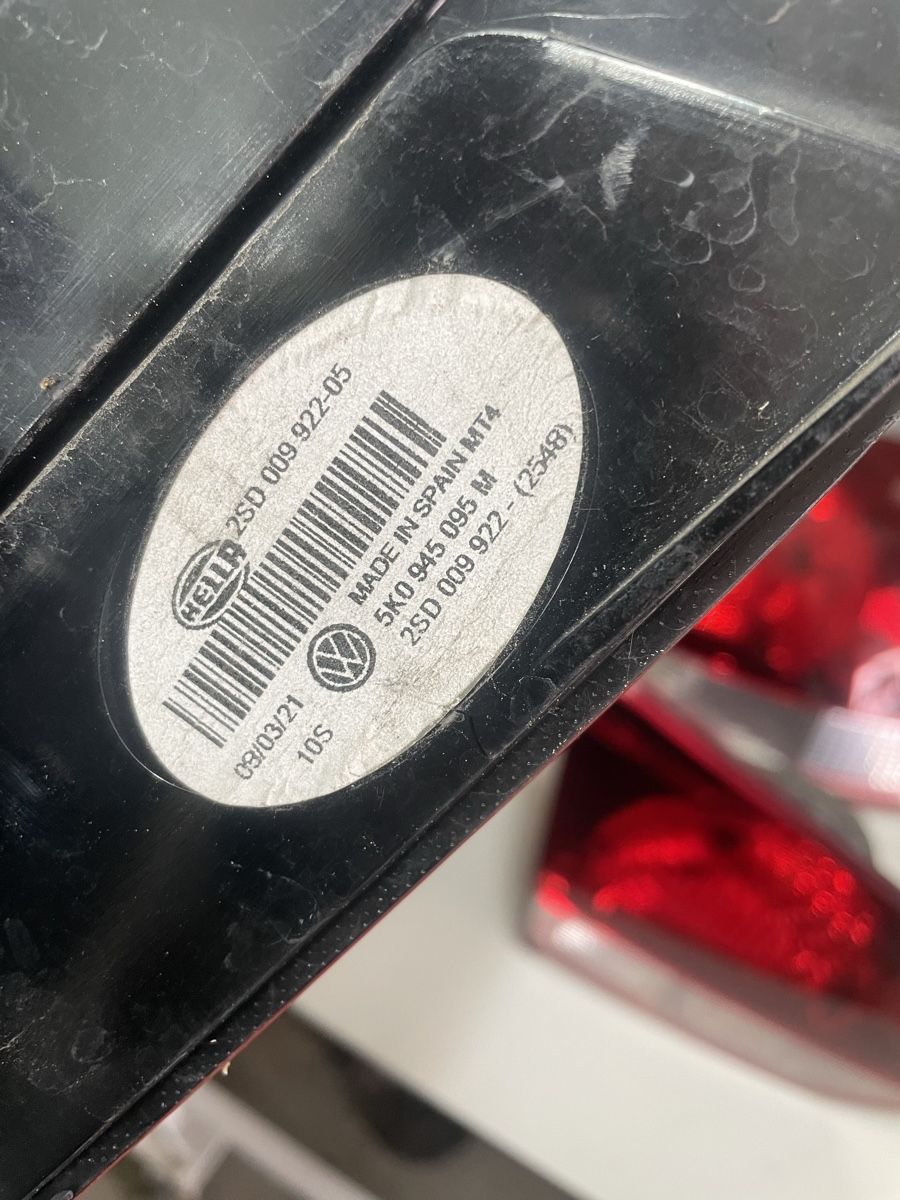 2SD 009 922-05
HELLA
MADE IN SPAIN MT4
5K0 945 095 M
2SD 009 922 - (2548)
09/03/21
10S